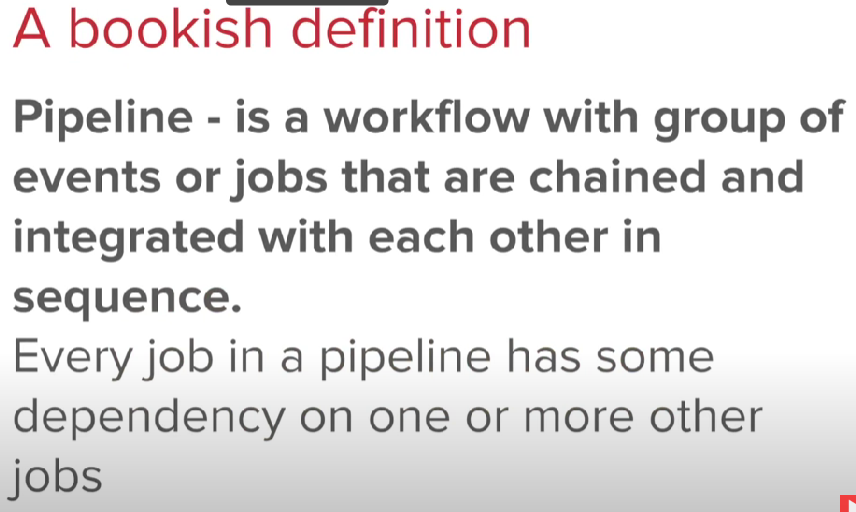 A bookish definition
Pipeline - is a workflow with group of
events or jobs that are chained and
integrated with each other in
sequence.
Every job in a pipeline has some
dependency on one or more other
jobs